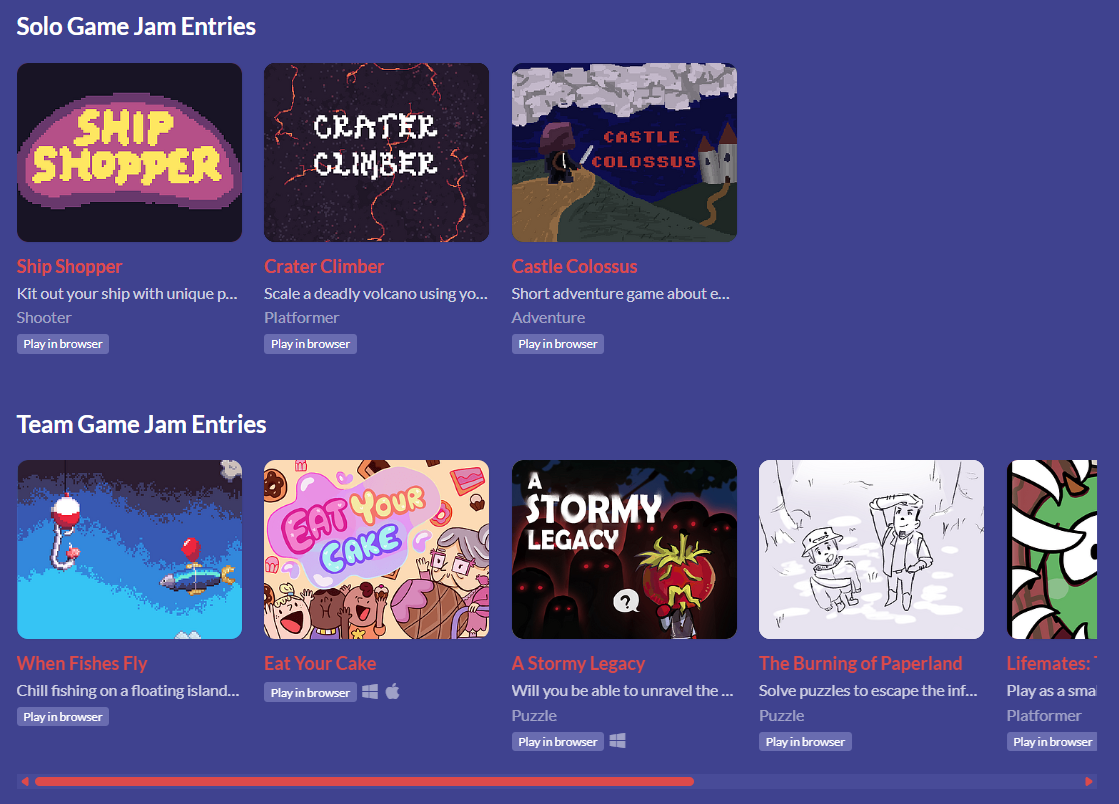 Solo Game Jam Entries
SHIP
SHOPPER
CRATER
CLIMBER
CASTLE
COLOSSUS
Ship Shopper
Crater Climber
Castle Colossus
Kit out your ship with unique p...
Scale a deadly volcano using yo...
Short adventure game about e...
Shooter
Platformer
Adventure
Play in browser
Play in browser
Play in browser
Team Game Jam Entries
EAT YOUR
CAKE
A
STORMY
LEGACY
?
When Fishes Fly
Eat Your Cake
A Stormy Legacy
The Burning of Paperland
Lifemates:
Chill fishing on a floating island...
Play in browser
Will you be able to unravel the ...
Solve puzzles to escape the inf...
Play as a smal
Play in browser
Puzzle
Puzzle
Platformer
Play in browser
Play in browser
Play in browser